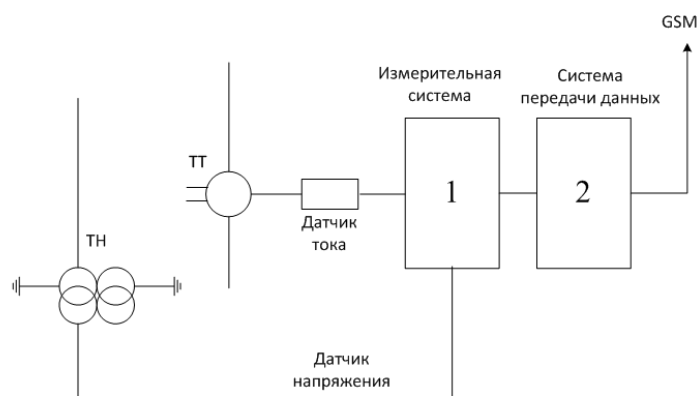 GSM
Измерительная
система
Система
передачи данных
ТТ
1
2
Датчик
тока
ТН
Датчик
напряжения